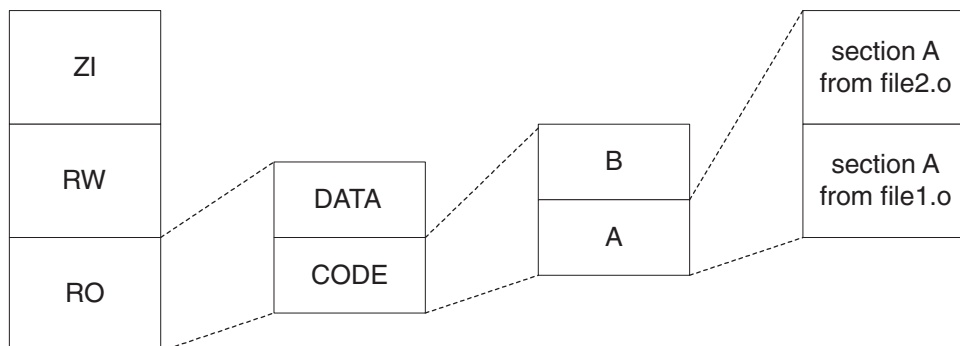 ZI
RW
RO
DATA
CODE
B
A
section A
from file2.o
section A
from file1.o